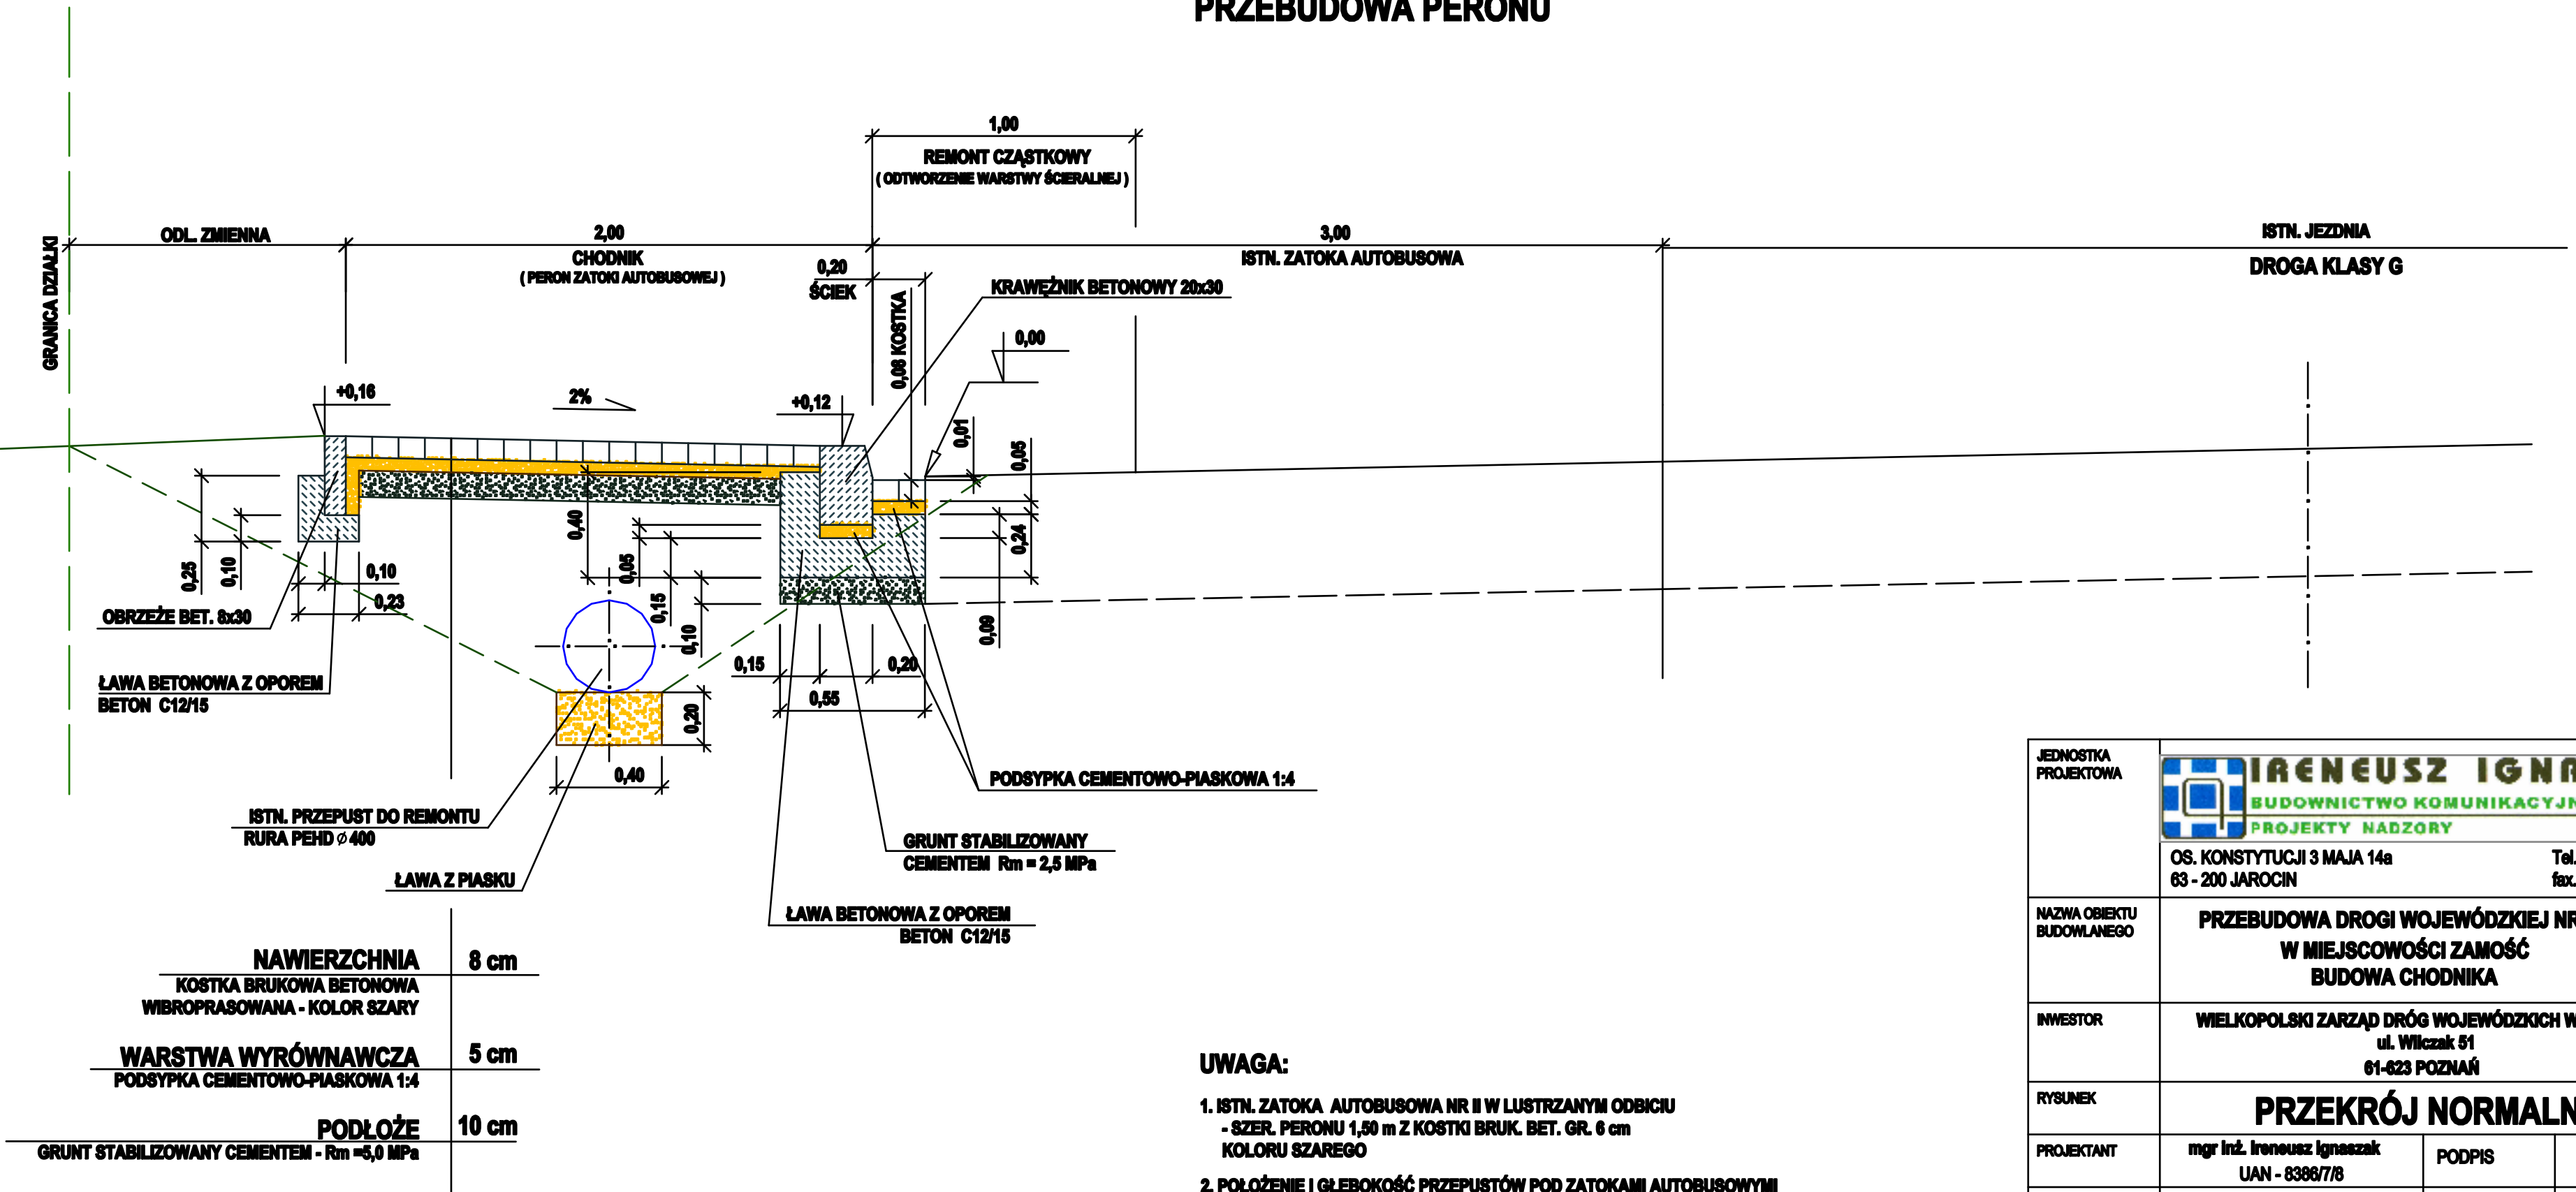 PRZEBUDOWA PERONU
1,00
REMONT CZĄSTKOWY
( ODTWORZENIE WARSTWY ŚCIERALNEJ )
GRANICA DZIAŁKI
ODL. ZMIENNA
2,00
CHODNIK
( PERON ZATOKI AUTOBUSOWEJ )
0,20
ŚCIEK
3,00
ISTN. ZATOKA AUTOBUSOWA
ISTN. JEZDNIA
DROGA KLASY G
KRAWĘŻNIK BETONOWY 20x30
0,08 KOSTKA
0,00
+0,16
2%
+0,12
0,01
0,05
0,24
0,09
0,25
0,10
0,10
0,23
0,40
0,05
0,15
0,10
0,15
0,20
0,55
0,20
0,40
OBRZEŻE BET. 8x30
ŁAWA BETONOWA Z OPOREM
BETON C12/15
ISTN. PRZEPUST DO REMONTU
RURA PEHD ∅ 400
ŁAWA Z PIASKU
PODSYPKA CEMENTOWO-PIASKOWA 1:4
GRUNT STABILIZOWANY
CEMENTEM Rm = 2,5 MPa
ŁAWA BETONOWA Z OPOREM
BETON C12/15
NAWIERZCHNIA 8 cm
KOSTKA BRUKOWA BETONOWA
WIBROPRASOWANA - KOLOR SZARY
WARSTWA WYRÓWNAWCZA 5 cm
PODSYPKA CEMENTOWO-PIASKOWA 1:4
PODŁOŻE 10 cm
GRUNT STABILIZOWANY CEMENTEM - Rm =5,0 MPa
UWAGA:
1. ISTN. ZATOKA AUTOBUSOWA NR II W LUSTRZANYM ODBICIU
- SZER. PERONU 1,50 m Z KOSTKI BRUK. BET. GR. 6 cm
KOLORU SZAREGO
2. POŁOŻENIE I GŁĘBOKOŚĆ PRZEPUSTÓW POD ZATOKAMI AUTOBUSOWYMI
JEDNOSTKA
PROJEKTOWA
IRENEUSZ IGNA
BUDOWNICTWO KOMUNIKACYJN
PROJEKTY NADZORY
OS. KONSTYTUCJI 3 MAJA 14a
63 - 200 JAROCIN
Tel.
fax.
NAZWA OBIEKTU
BUDOWLANEGO
PRZEBUDOWA DROGI WOJEWÓDZKIEJ NR
W MIEJSCOWOŚCI ZAMOŚĆ
BUDOWA CHODNIKA
INWESTOR
WIELKOPOLSKI ZARZĄD DRÓG WOJEWÓDZKICH W
ul. Wilczak 51
61-623 POZNAŃ
RYSUNEK
PRZEKRÓJ NORMALN
PROJEKTANT
mgr inż. Ireneusz Ignaszak
UAN - 8386/7/8
PODPIS